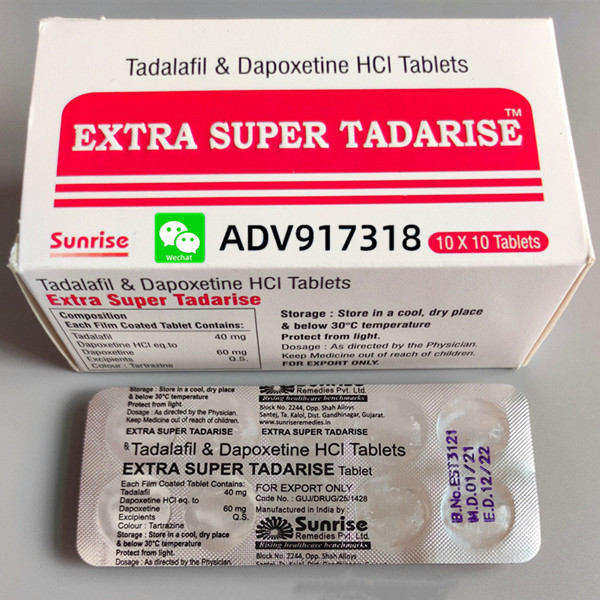 Tadalafil & Dapoxetine HCl Tablets
EXTRA SUPER TADARISE™
Sunrise
Wechat
ADV917318
10 X 10 Tablets
Tadalafil & Dapoxetine HCl Tablets
Extra Super Tadarise
Composition
Each Film Coated Tablet Contains:
Tadalafil 40 mg
Dapoxetine HCl eq.to
Dapoxetine 60 mg
Excipients Q.S.
Colour : Tartrazine
Storage : Store in a cool, dry place
& below 30°C temperature
Protect from light.
Dosage : As directed by the Physician.
Keep Medicine out of reach of children.
FOR EXPORT ONLY.
Storage : Store in a cool, dry place
& below 30°C temperature
Protect from light.
Dosage : As directed by the Physician.
Keep Medicine out of reach of children.
EXTRA SUPER TADARISE
Sunrise
Remedies Pvt. Ltd.
Rising healthcare benchmarks
Block No. 2244, Opp. Shah Alloys
Santej, Ta. Kalol, Dist. Gandhinagar, Gujarat.
www.sunriseremedies.in
EXTRA SUPER TADARISE
Tadalafil & Dapoxetine HCl Tablets
EXTRA SUPER TADARISE Tablet
Each Film Coated Tablet Contains:
Tadalafil 40 mg
Dapoxetine HCl eq. to
Dapoxetine 60 mg
Excipients Q.S.
Colour : Tartrazine
Storage : Store in a cool, dry place
& below 30°C temperature
Protect from light.
Dosage : As directed by the Physician.
FOR EXPORT ONLY
Code No. : GUJ/DRUG/25/1428
Manufactured in India by :
Sunrise
Remedies Pvt. Ltd.
Rising healthcare benchmarks
Block No. 2244, Opp. Shah Alloys
B.No.EST3121
M.D.01/21
E.D.12/22